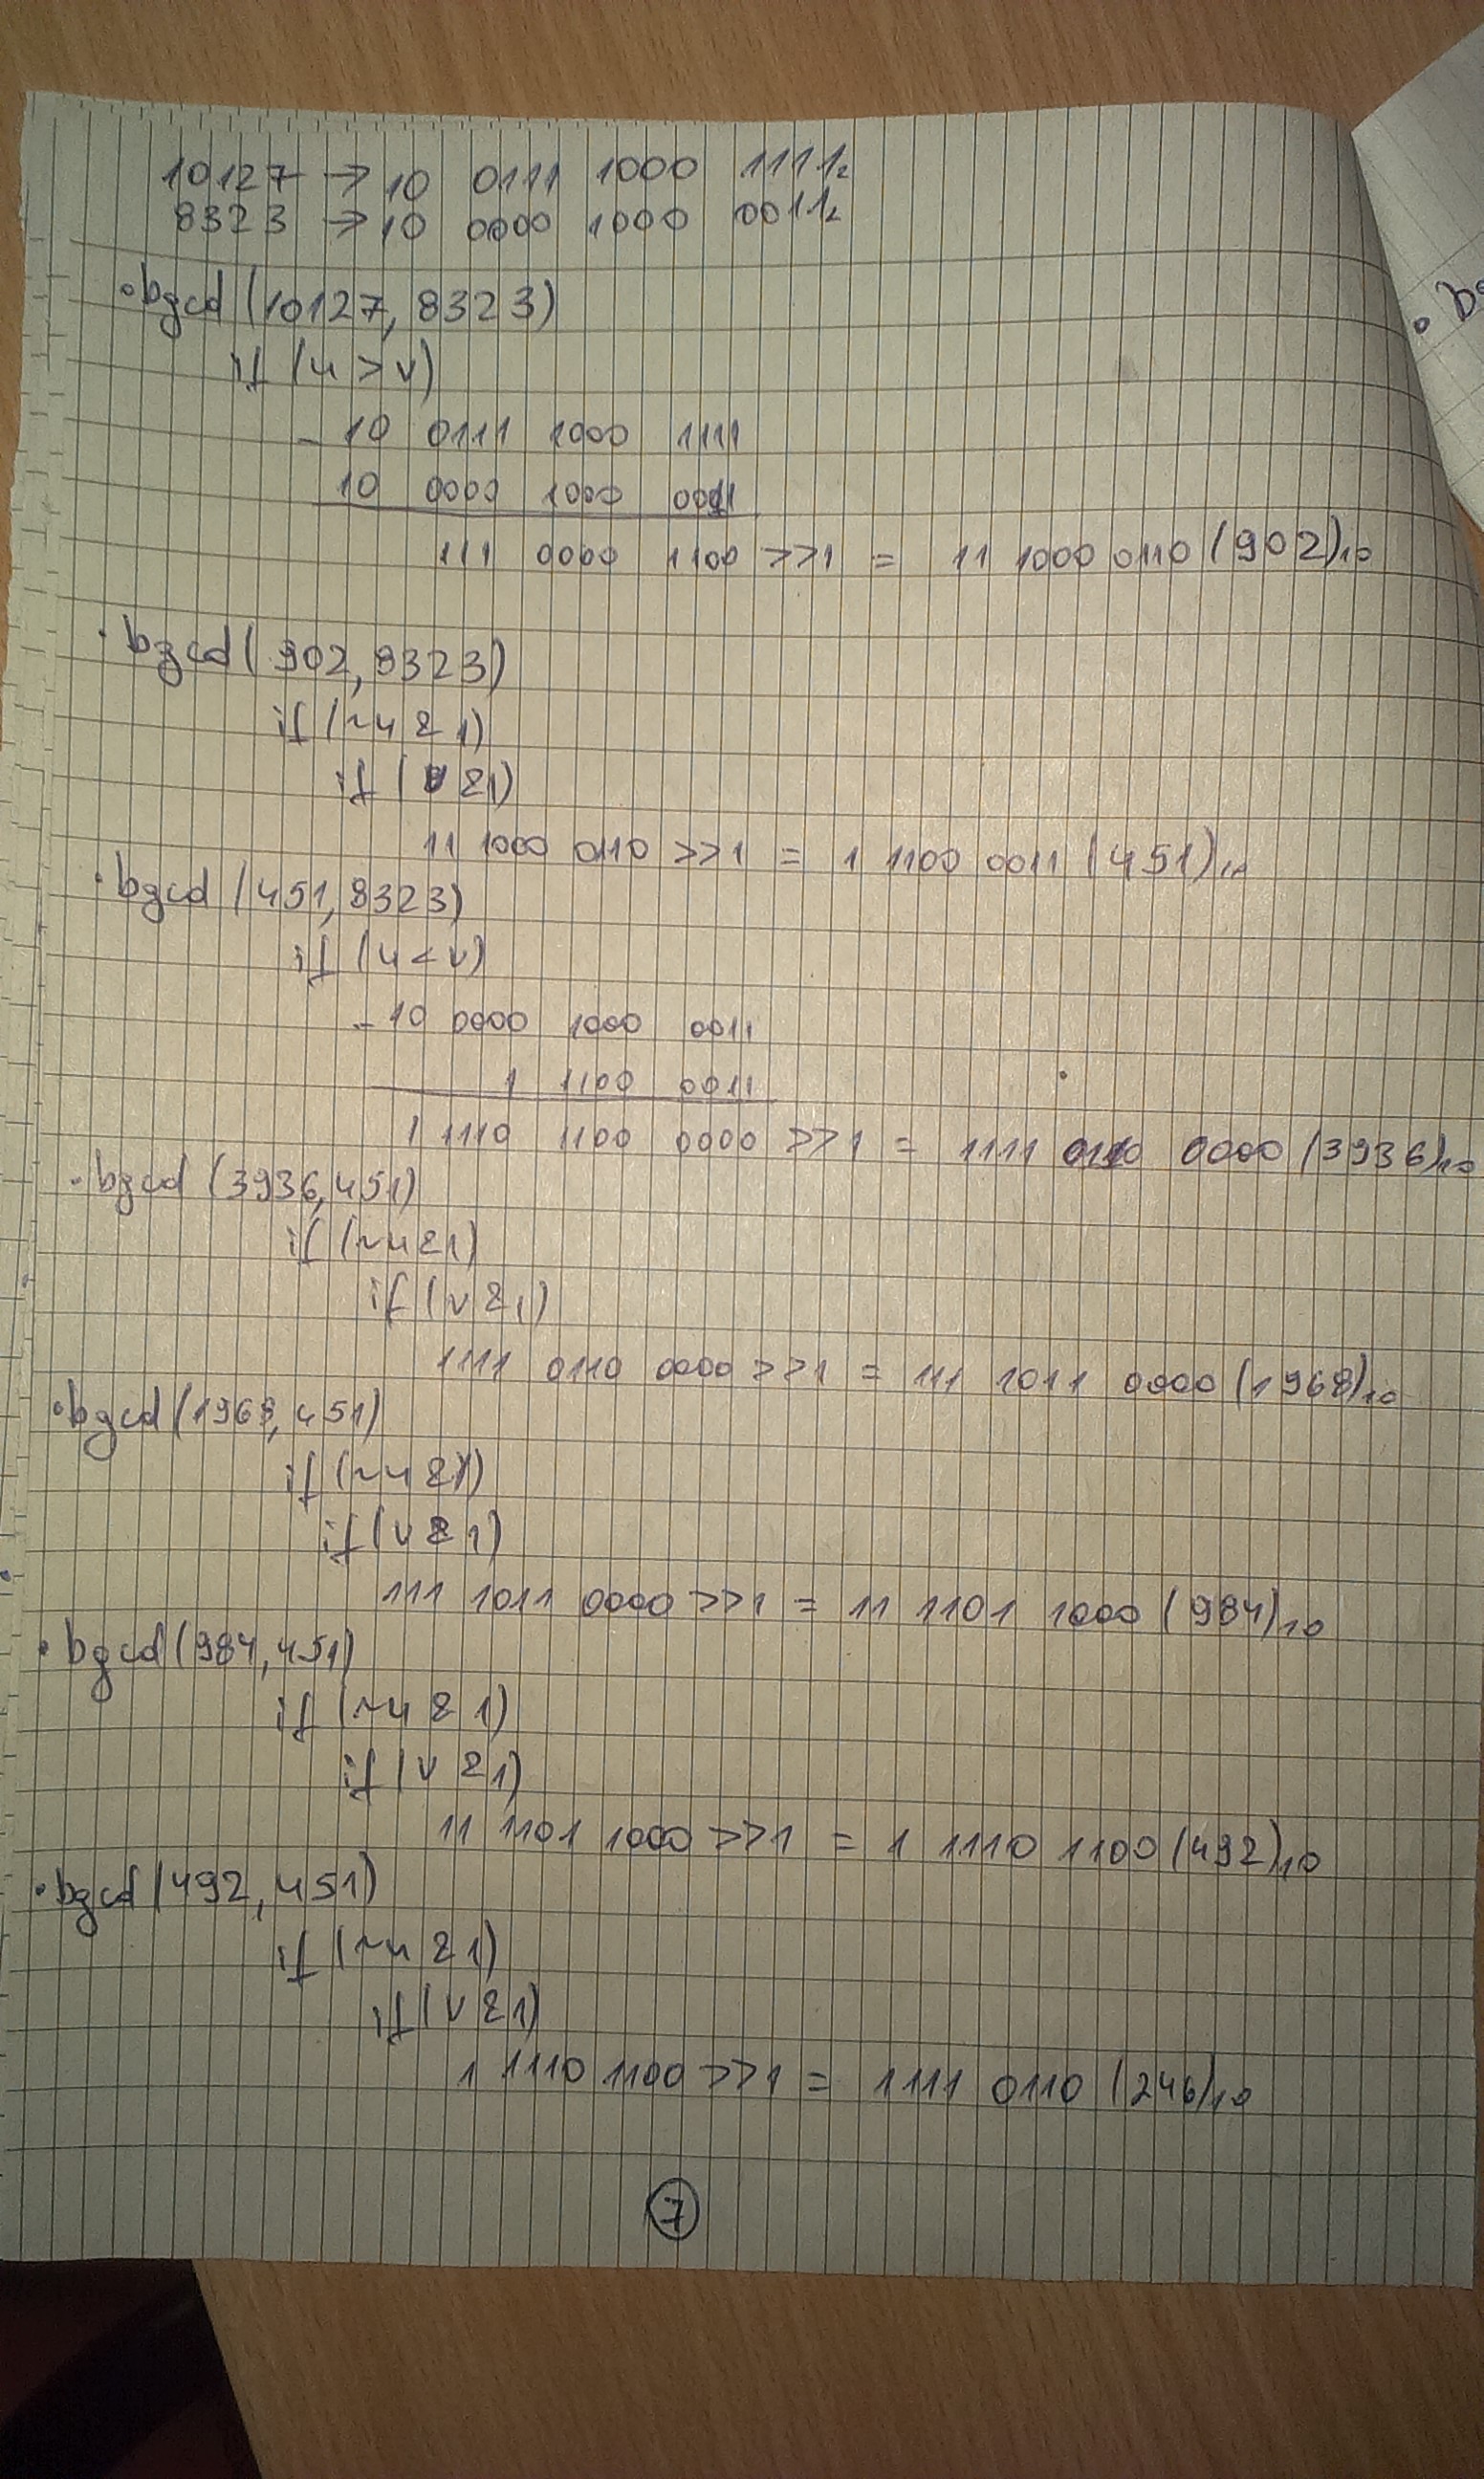 10127 → 10 0111 1000 1111₂
8323 → 10 0000 1000 0011₂
• bgcd (10127, 8323)
if (u > v)
- 10 0111 1000 1111
10 0000 1000 0011
111 0000 1100 >>1 = 11 1000 0110 (902)₁₀
• bgcd (902, 8323)
if (~u & 1)
if (v & 1)
11 1000 0110 >>1 = 1 1100 0011 (451)₁₀
• bgcd (451, 8323)
if (u < v)
- 10 0000 1000 0011
1 1100 0011
1 1110 1100 0000 >>1 = 1111 0110 0000 (3936)₁₀
• bgcd (3936, 451)
if (~u & 1)
if (v & 1)
1111 0110 0000 >>1 = 111 1011 0000 (1968)₁₀
• bgcd (1968, 451)
if (~u & 1)
if (v & 1)
111 1011 0000 >>1 = 11 1101 1000 (984)₁₀
• bgcd (984, 451)
if (~u & 1)
if (v & 1)
11 1101 1000 >>1 = 1 1110 1100 (492)₁₀
• bgcd (492, 451)
if (~u & 1)
if (v & 1)
1 1110 1100 >>1 = 1111 0110 (246)₁₀
7